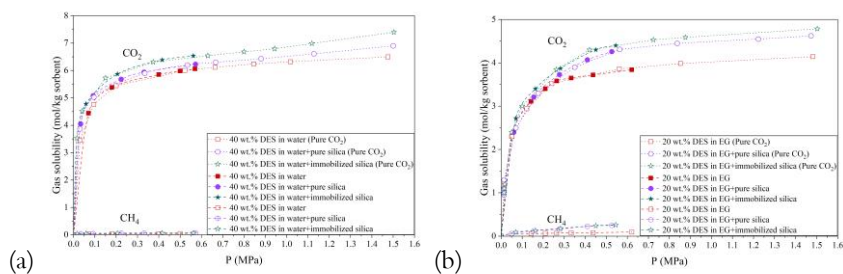 (a)
Gas solubility (mol/kg sorbent)
8
7
6
5
4
3
2
1
0
CO2
CH4
40 wt.% DES in water (Pure CO2)
40 wt.% DES in water+pure silica (Pure CO2)
40 wt.% DES in water+immobilized silica (Pure CO2)
40 wt.% DES in water
40 wt.% DES in water+pure silica
40 wt.% DES in water+immobilized silica
40 wt.% DES in water
40 wt.% DES in water+pure silica
40 wt.% DES in water+immobilized silica
0.0 0.1 0.2 0.3 0.4 0.5 0.6 0.7 0.8 0.9 1.0 1.1 1.2 1.3 1.4 1.5 1.6
P (MPa)
(b)
Gas solubility (mol/kg sorbent)
5
4
3
2
1
0
CO2
CH4
20 wt.% DES in EG (Pure CO2)
20 wt.% DES in EG+pure silica (Pure CO2)
20 wt.% DES in EG+immobilized silica (Pure CO2)
20 wt.% DES in EG
20 wt.% DES in EG+pure silica
20 wt.% DES in EG+immobilized silica
20 wt.% DES in EG
20 wt.% DES in EG+pure silica
20 wt.% DES in EG+immobilized silica
0.0 0.1 0.2 0.3 0.4 0.5 0.6 0.7 0.8 0.9 1.0 1.1 1.2 1.3 1.4 1.5 1.6
P (MPa)